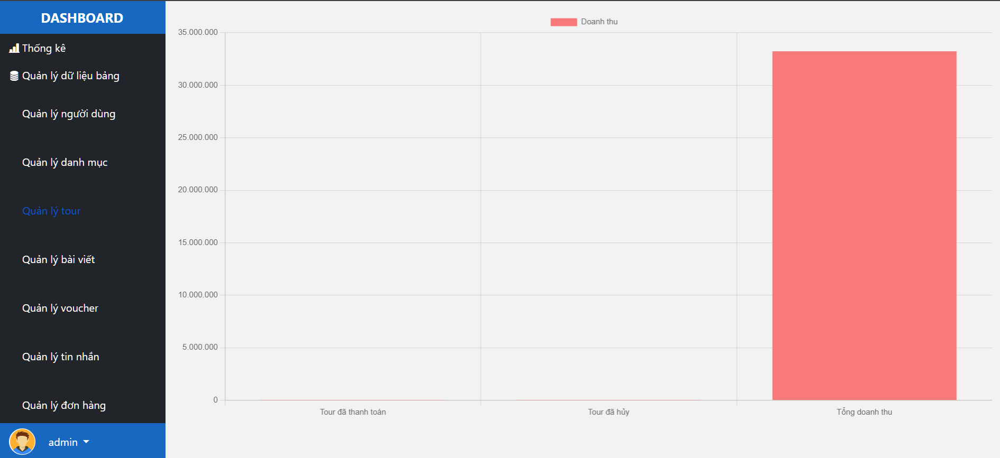 DASHBOARD
Thống kê
Quản lý dữ liệu bảng
Quản lý người dùng
Quản lý danh mục
Quản lý tour
Quản lý bài viết
Quản lý voucher
Quản lý tin nhắn
Quản lý đơn hàng
admin
Doanh thu
35.000.000
30.000.000
25.000.000
20.000.000
15.000.000
10.000.000
5.000.000
0
Tour đã thanh toán
Tour đã hủy
Tổng doanh thu